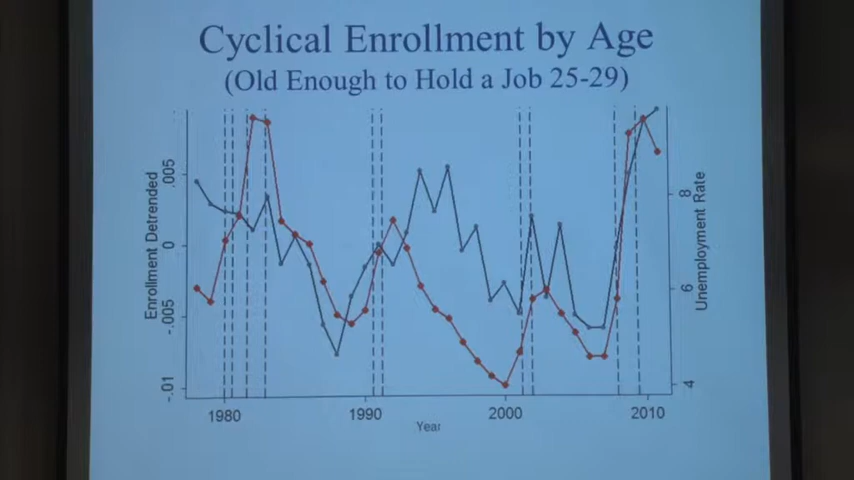 Cyclical Enrollment by Age
(Old Enough to Hold a Job 25-29)
Enrollment Detrended
.005
0
-.005
-.01
8
6
4
Unemployment Rate
1980
1990
2000
2010
Year